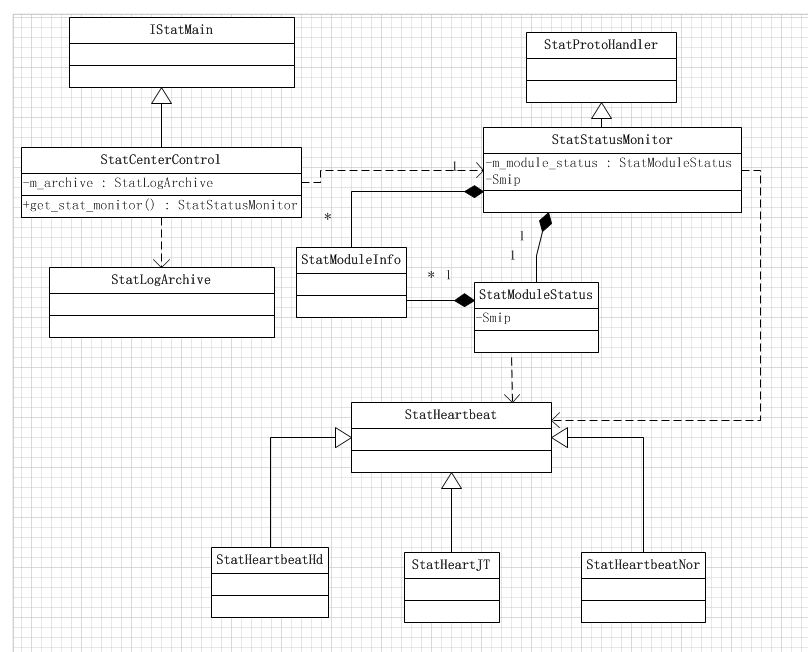 IStatMain
StatProtoHandler
StatCenterControl
-m_archive : StatLogArchive
+get_stat_monitor() : StatStatusMonitor
StatStatusMonitor
-m_module_status : StatModuleStatus
-Smip
1
*
1
1
StatModuleInfo
* 1
StatLogArchive
StatModuleStatus
-Smip
StatHeartbeat
StatHeartbeatHd
StatHeartJT
StatHeartbeatNor